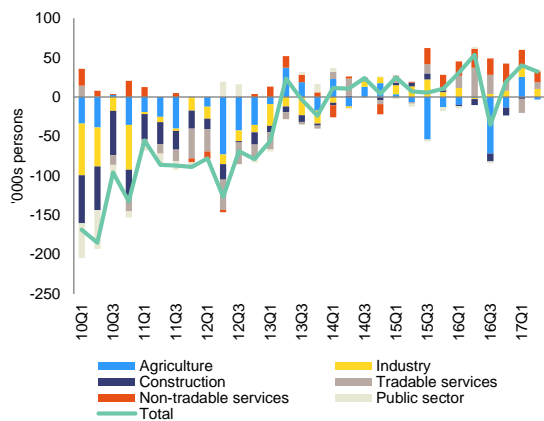 '000s persons
100
50
0
-50
-100
-150
-200
-250
10Q1
10Q3
11Q1
11Q3
12Q1
12Q3
13Q1
13Q3
14Q1
14Q3
15Q1
15Q3
16Q1
16Q3
17Q1
Agriculture
Industry
Construction
Tradable services
Non-tradable services
Public sector
Total